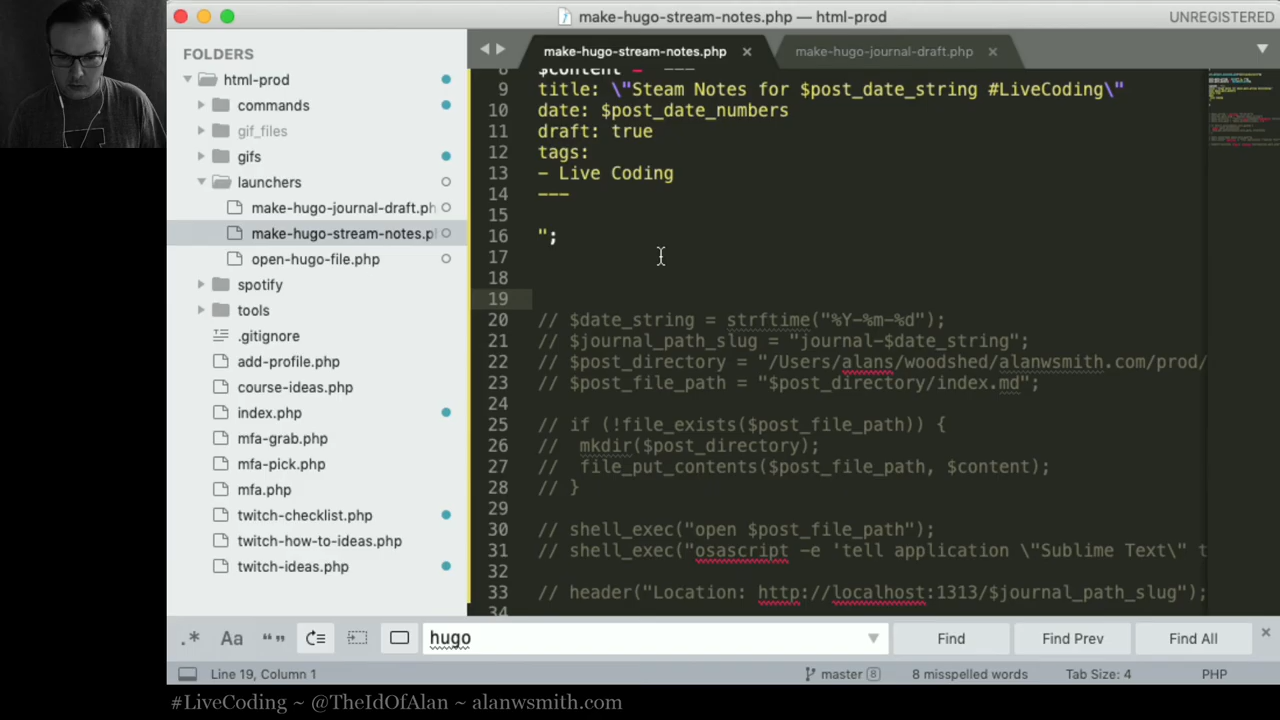 make-hugo-stream-notes.php — html-prod
UNREGISTERED
FOLDERS
html-prod
commands
gif_files
gifs
launchers
make-hugo-journal-draft.ph
make-hugo-stream-notes.p
open-hugo-file.php
spotify
tools
.gitignore
add-profile.php
course-ideas.php
index.php
mfa-grab.php
mfa-pick.php
mfa.php
twitch-checklist.php
twitch-how-to-ideas.php
twitch-ideas.php
make-hugo-stream-notes.php ×
make-hugo-journal-draft.php ×
8 $content = "---
9 title: \"Steam Notes for $post_date_string #LiveCoding\"
10 date: $post_date_numbers
11 draft: true
12 tags:
13 - Live Coding
14 ---
15
16 ";
17
18
19
20 // $date_string = strftime("%Y-%m-%d");
21 // $journal_path_slug = "journal-$date_string";
22 // $post_directory = "/Users/alans/woodshed/alanwsmith.com/prod/
23 // $post_file_path = "$post_directory/index.md";
24
25 // if (!file_exists($post_file_path)) {
26 // mkdir($post_directory);
27 // file_put_contents($post_file_path, $content);
28 // }
29
30 // shell_exec("open $post_file_path");
31 // shell_exec("osascript -e 'tell application \"Sublime Text\" t
32
33 // header("Location: http://localhost:1313/$journal_path_slug");
34
.* Aa “” hugo Find Find Prev Find All ×
Line 19, Column 1 master 8 8 misspelled words Tab Size: 4 PHP
#LiveCoding ~ @TheIdOfAlan ~ alanwsmith.com